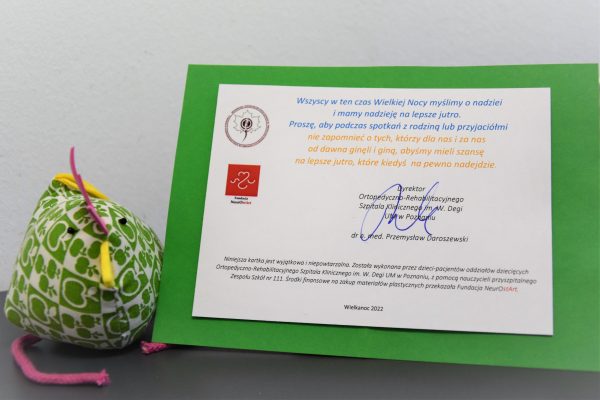 Wszyscy w ten czas Wielkiej Nocy myślimy o nadziei
i mamy nadzieję na lepsze jutro.
Proszę, aby podczas spotkań z rodziną lub przyjaciółmi
nie zapomnieć o tych, którzy dla nas i za nas
od dawna ginęli i giną, abyśmy mieli szansę
na lepsze jutro, które kiedyś na pewno nadejdzie.
Fundacja
NeurOstArt
Dyrektor
Ortopedyczno-Rehabilitacyjnego
Szpitala Klinicznego im. W. Degi
UM w Poznaniu
dr n. med. Przemysław Daroszewski
Niniejsza kartka jest wyjątkowa i niepowtarzalna. Została wykonana przez dzieci-pacjentów oddziałów dziecięcych
Ortopedyczno-Rehabilitacyjnego Szpitala Klinicznego im. W. Degi UM w Poznaniu, z pomocą nauczycieli przyszpitalnego
Zespołu Szkół nr 111. Środki finansowe na zakup materiałów plastycznych przekazała Fundacja NeurOstArt.
Wielkanoc 2022